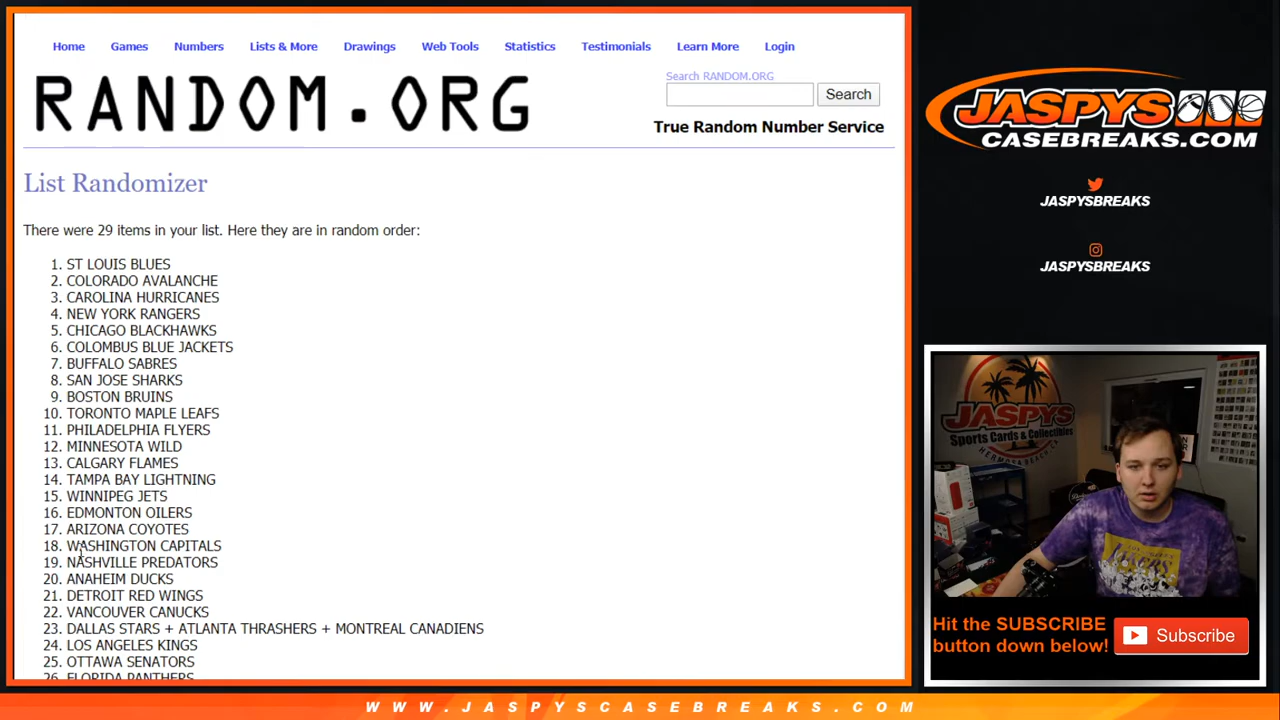 Home Games Numbers Lists & More Drawings Web Tools Statistics Testimonials Learn More Login
RANDOM.ORG
Search RANDOM.ORG
Search
True Random Number Service
List Randomizer
There were 29 items in your list. Here they are in random order:
1. ST LOUIS BLUES
2. COLORADO AVALANCHE
3. CAROLINA HURRICANES
4. NEW YORK RANGERS
5. CHICAGO BLACKHAWKS
6. COLOMBUS BLUE JACKETS
7. BUFFALO SABRES
8. SAN JOSE SHARKS
9. BOSTON BRUINS
10. TORONTO MAPLE LEAFS
11. PHILADELPHIA FLYERS
12. MINNESOTA WILD
13. CALGARY FLAMES
14. TAMPA BAY LIGHTNING
15. WINNIPEG JETS
16. EDMONTON OILERS
17. ARIZONA COYOTES
18. WASHINGTON CAPITALS
19. NASHVILLE PREDATORS
20. ANAHEIM DUCKS
21. DETROIT RED WINGS
22. VANCOUVER CANUCKS
23. DALLAS STARS + ATLANTA THRASHERS + MONTREAL CANADIENS
24. LOS ANGELES KINGS
25. OTTAWA SENATORS
26. FLORIDA PANTHERS
JASPYS
CASEBREAKS.COM
JASPYSBREAKS
JASPYSBREAKS
JASPYS
Sports Cards & Collectibles
HERMOSA BEACH, CA
Hit the SUBSCRIBE
button down below!
Subscribe
WWW.JASPYSCASEBREAKS.COM